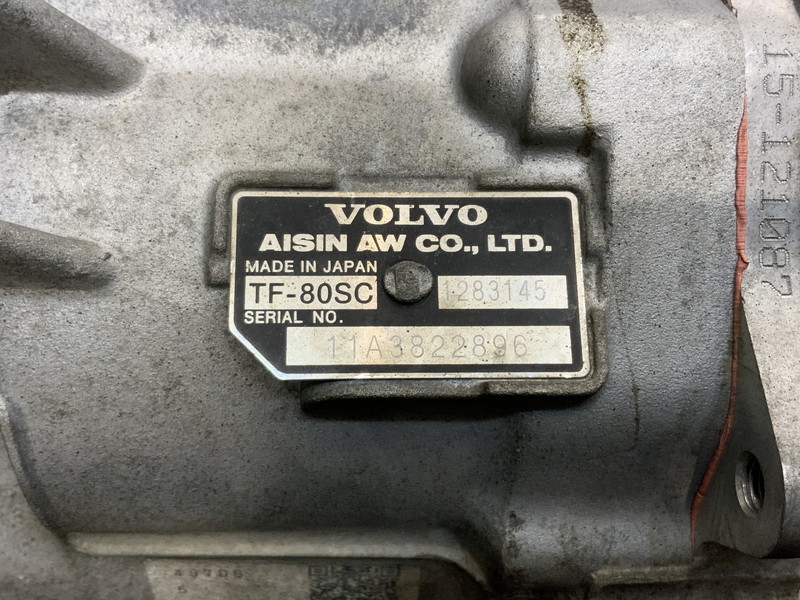 VOLVO
AISIN AW CO., LTD.
MADE IN JAPAN
TF-80SC 1283145
SERIAL NO.
11A3822896
15-121087